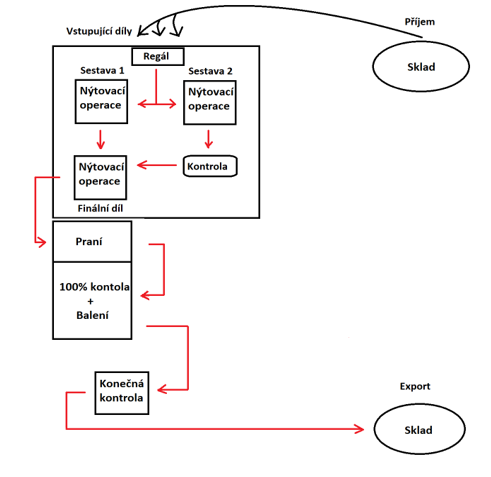 Vstupující díly
Příjem
Sklad
Regál
Sestava 1
Sestava 2
Nýtovací
operace
Nýtovací
operace
Nýtovací
operace
Kontrola
Finální díl
Praní
100% kontola
+
Balení
Konečná
kontrola
Export
Sklad